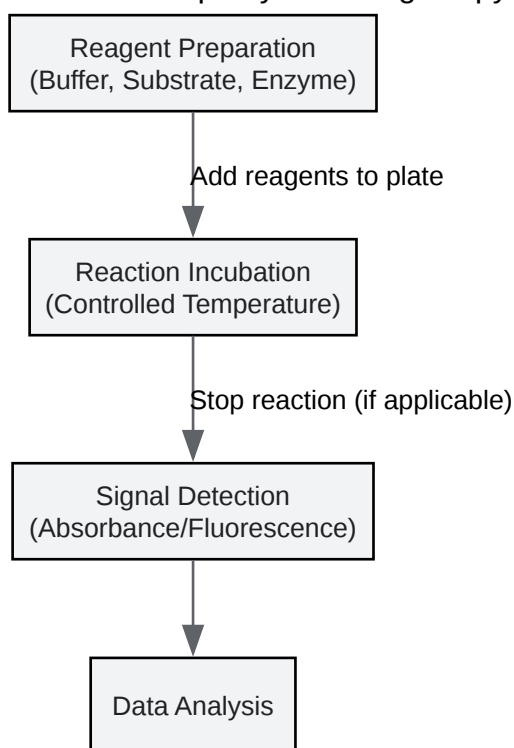 Reagent Preparation
(Buffer, Substrate, Enzyme)
Add reagents to plate
Reaction Incubation
(Controlled Temperature)
Stop reaction (if applicable)
Signal Detection
(Absorbance/Fluorescence)
Data Analysis